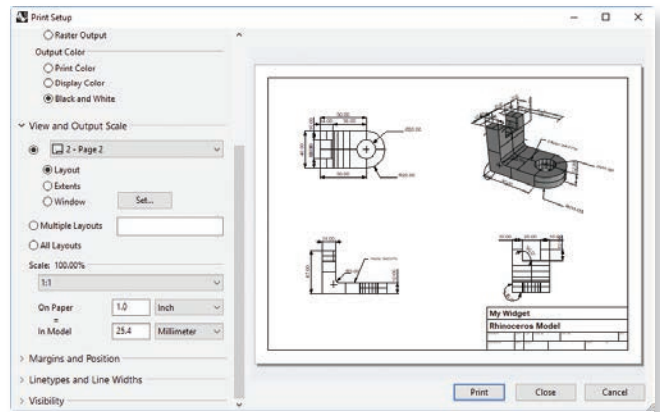 Print Setup
Raster Output
Output Color
Print Color
Display Color
Black and White
View and Output Scale
2 - Page 2
Layout
Extents
Window
Set...
Multiple Layouts
All Layouts
Scale: 100.00%
1:1
On Paper 1.0 Inch
=
In Model 25.4 Millimeter
Margins and Position
Linetypes and Line Widths
Visibility
My Widget
Rhinoceros Model
Print Close Cancel